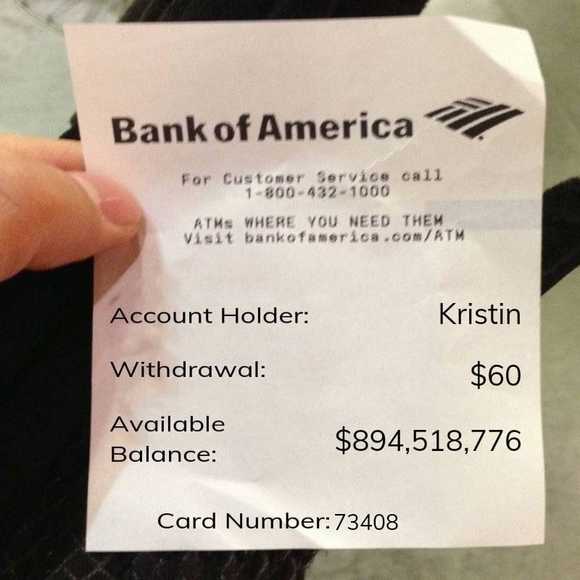 Bank of America
For Customer Service call
1-800-432-1000
ATMs WHERE YOU NEED THEM
Visit bankofamerica.com/ATM
Account Holder: Kristin
Withdrawal: $60
Available
Balance: $894,518,776
Card Number: 73408